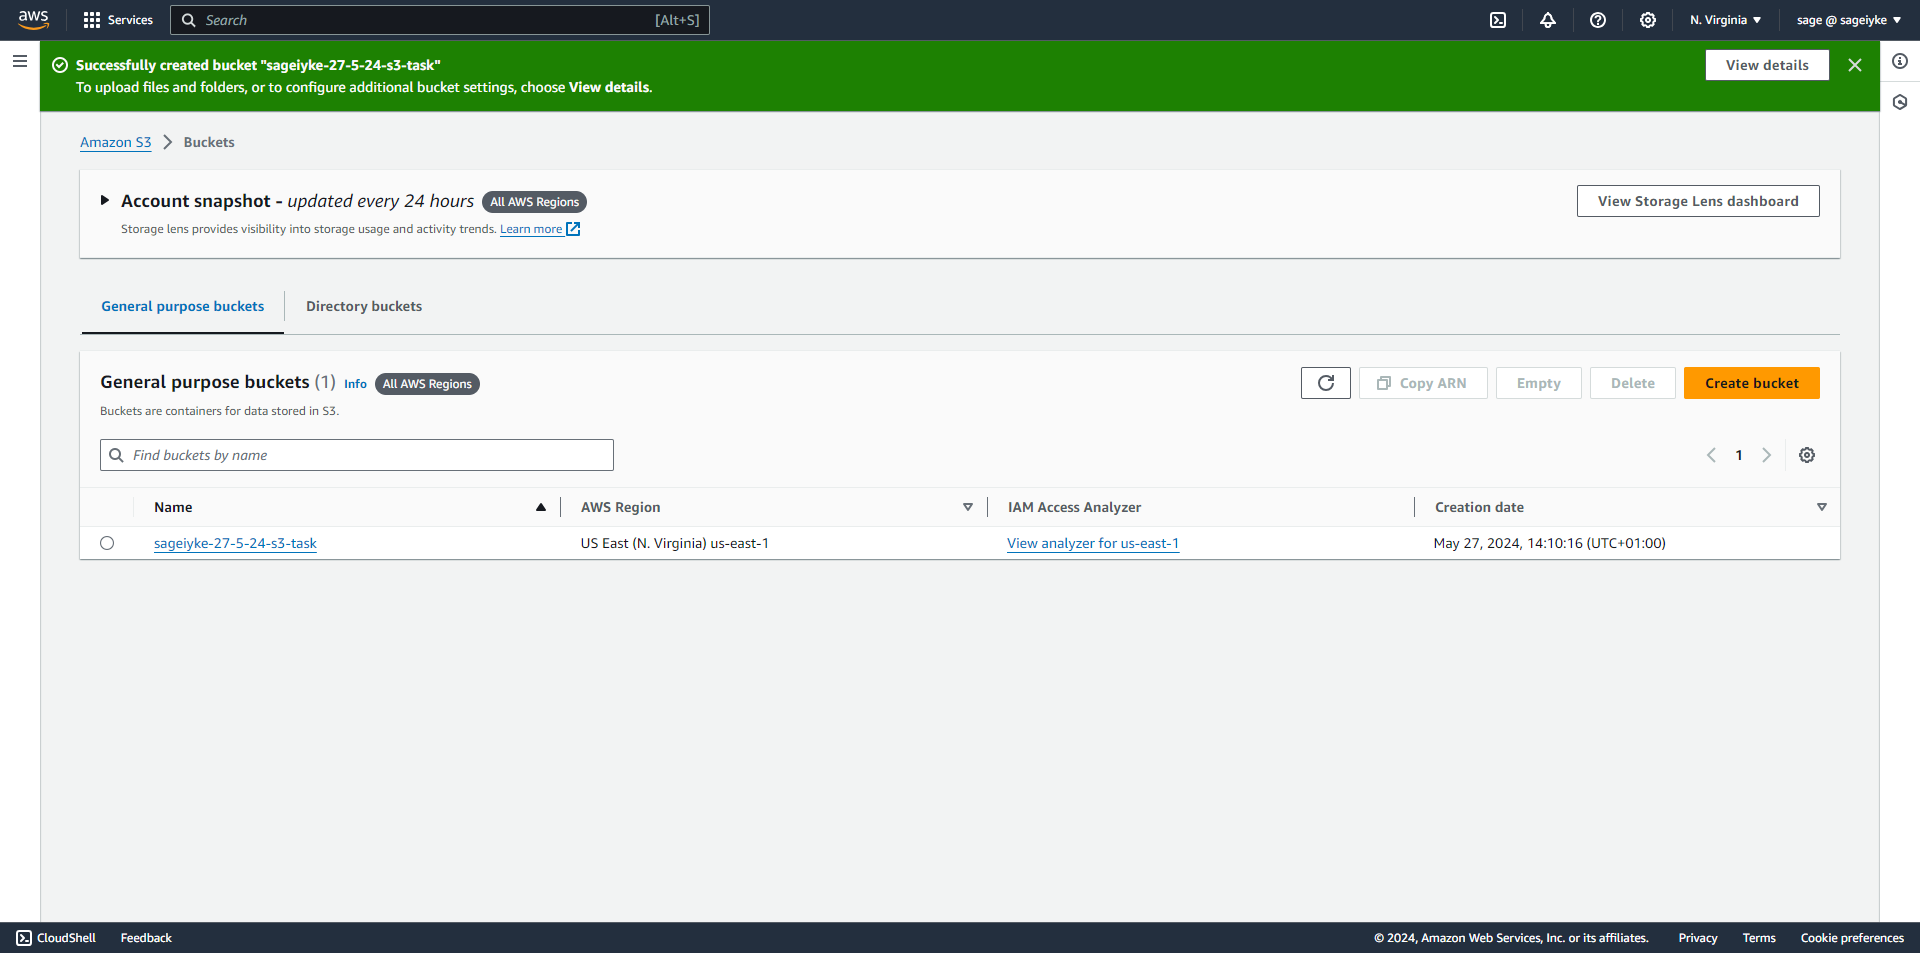 aws
Services
Search
[Alt+S]
N. Virginia
sage @ sageiyke
Successfully created bucket "sageiyke-27-5-24-s3-task"
To upload files and folders, or to configure additional bucket settings, choose View details.
View details
Amazon S3
Buckets
Account snapshot - updated every 24 hours
All AWS Regions
View Storage Lens dashboard
Storage lens provides visibility into storage usage and activity trends. Learn more
General purpose buckets
Directory buckets
General purpose buckets (1)
Info
All AWS Regions
Copy ARN
Empty
Delete
Create bucket
Buckets are containers for data stored in S3.
Find buckets by name
1
Name
AWS Region
IAM Access Analyzer
Creation date
sageiyke-27-5-24-s3-task
US East (N. Virginia) us-east-1
View analyzer for us-east-1
May 27, 2024, 14:10:16 (UTC+01:00)
CloudShell
Feedback
© 2024, Amazon Web Services, Inc. or its affiliates.
Privacy
Terms
Cookie preferences